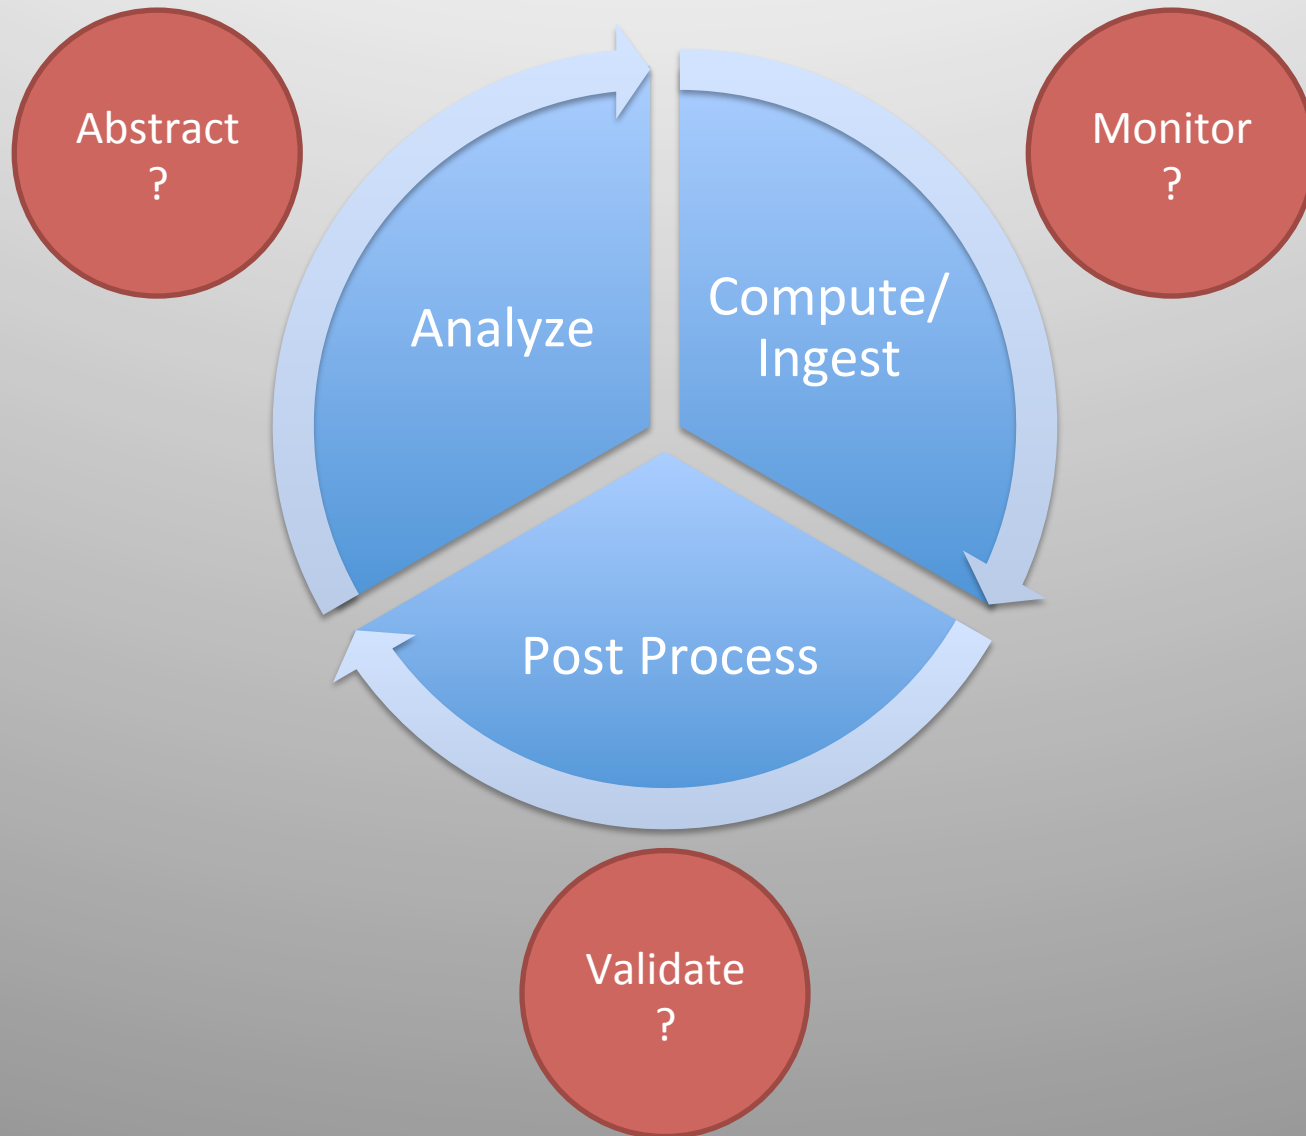 Abstract
?
Monitor
?
Analyze
Compute/
Ingest
Post Process
Validate
?